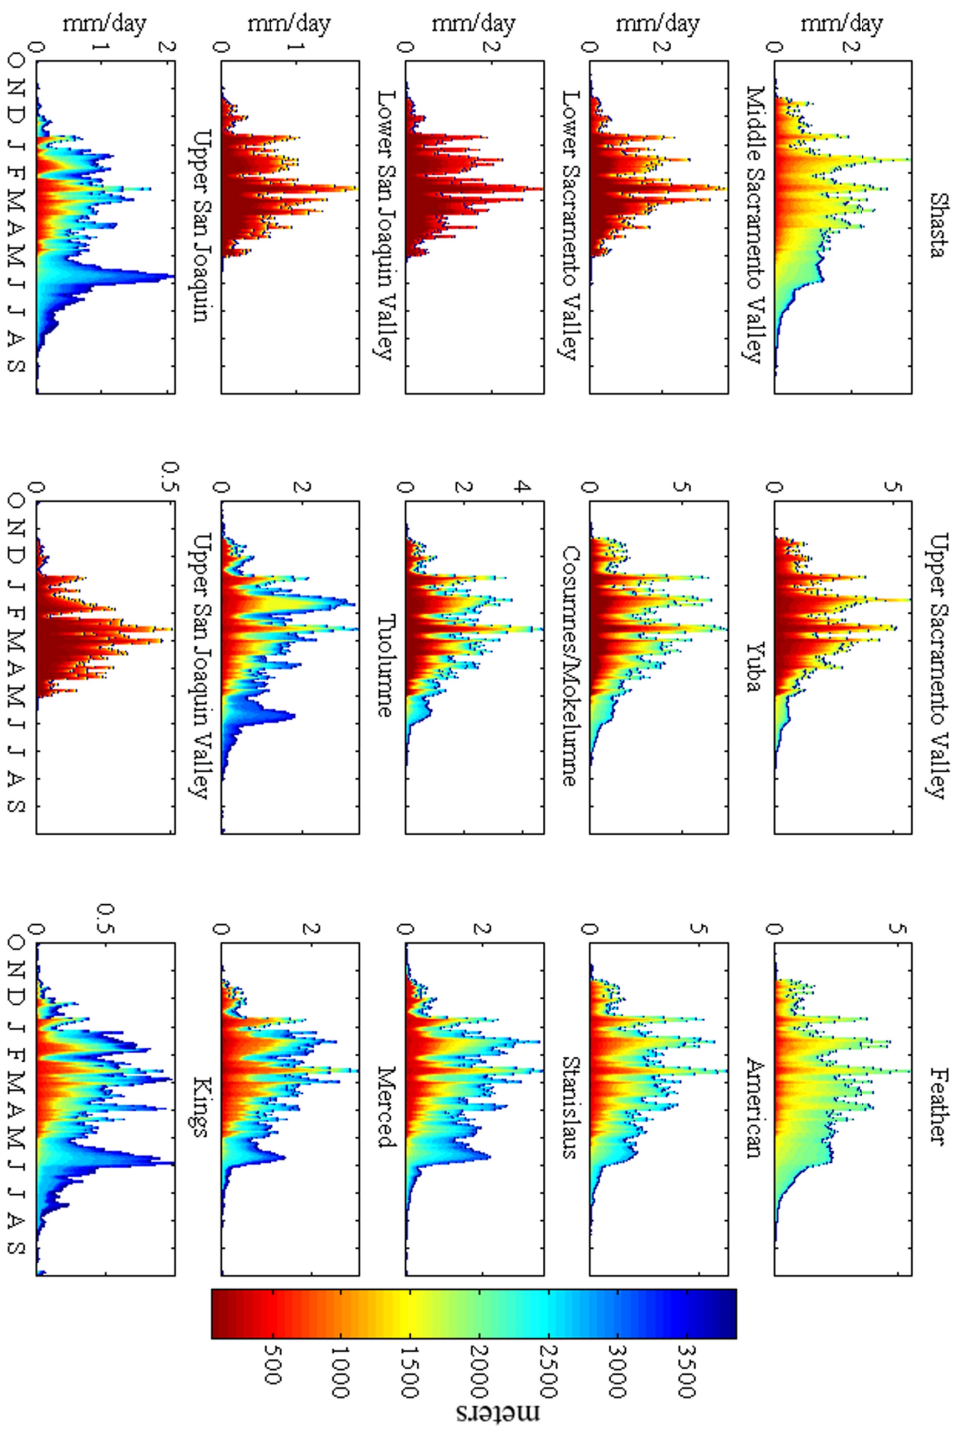 Shasta
Upper Sacramento Valley
Feather
mm/day
2
0
5
0
5
0
Middle Sacramento Valley
Yuba
American
mm/day
2
0
5
0
5
0
Lower Sacramento Valley
Cosumnes/Mokelumne
Stanislaus
mm/day
2
0
4
2
0
2
0
Lower San Joaquin Valley
Tuolumne
Merced
mm/day
1
0
2
0
2
0
Upper San Joaquin
Upper San Joaquin Valley
Kings
mm/day
2
1
0
0.5
0
0.5
0
O N D J F M A M J J A S
O N D J F M A M J J A S
O N D J F M A M J J A S
3500
3000
2500
2000
1500
1000
500
meters